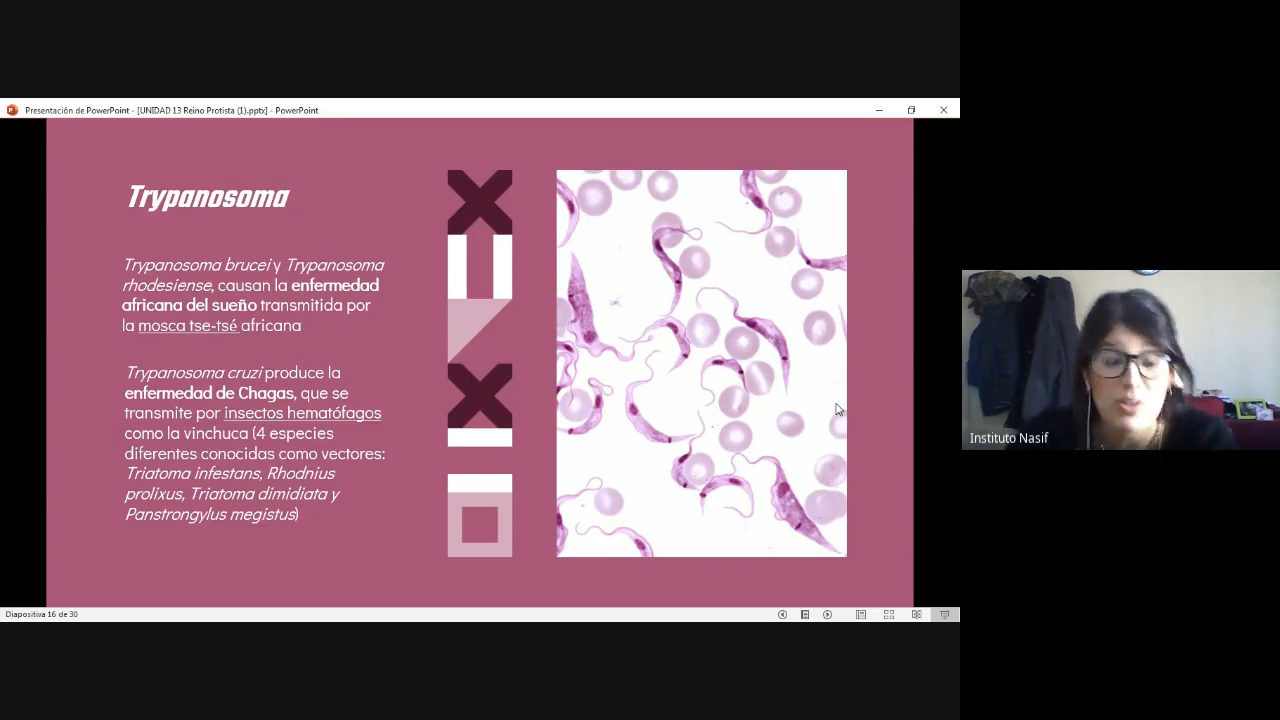 Presentación de PowerPoint - [UNIDAD 13 Reino Protista (1).pptx] - PowerPoint
Trypanosoma
Trypanosoma brucei y Trypanosoma
rhodesiense, causan la enfermedad
africana del sueño transmitida por
la mosca tse-tsé africana
Trypanosoma cruzi produce la
enfermedad de Chagas, que se
transmite por insectos hematófagos
como la vinchuca (4 especies
diferentes conocidas como vectores:
Triatoma infestans, Rhodnius
prolixus, Triatoma dimidiata y
Panstrongylus megistus)
Instituto Nasif
Diapositiva 16 de 30